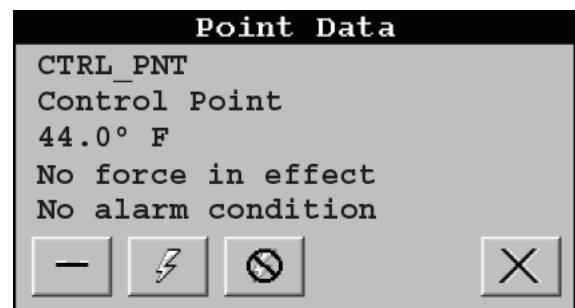 Point Data
CTRL_PNT
Control Point
44.0° F
No force in effect
No alarm condition